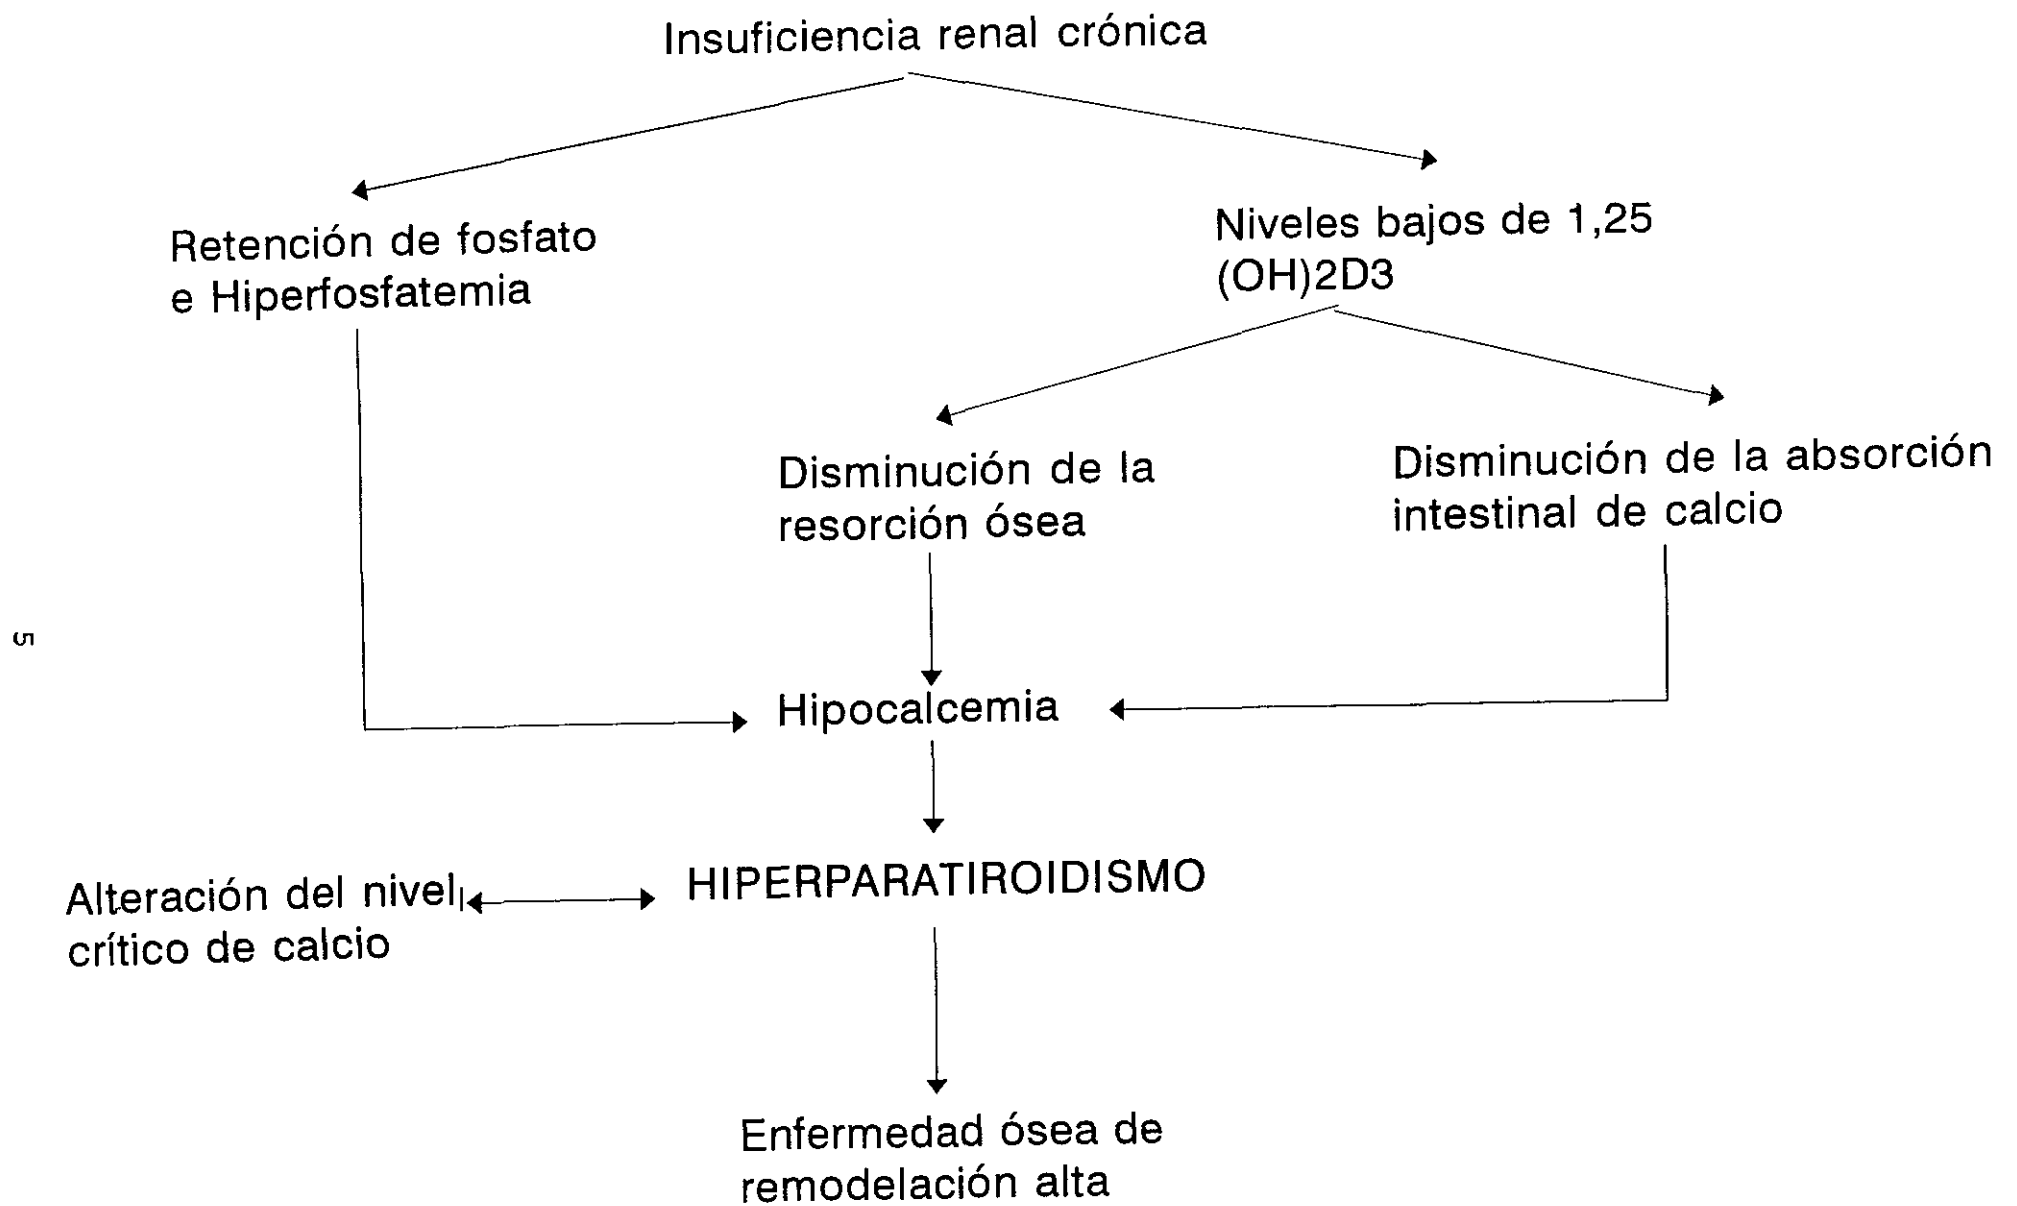 Insuficiencia renal crónica
Retención de fosfato
e Hiperfosfatemia
Niveles bajos de 1,25
(OH)2D3
Disminución de la
resorción ósea
Disminución de la absorción
intestinal de calcio
5
Hipocalcemia
Alteración del nivel
crítico de calcio
HIPERPARATIROIDISMO
Enfermedad ósea de
remodelación alta